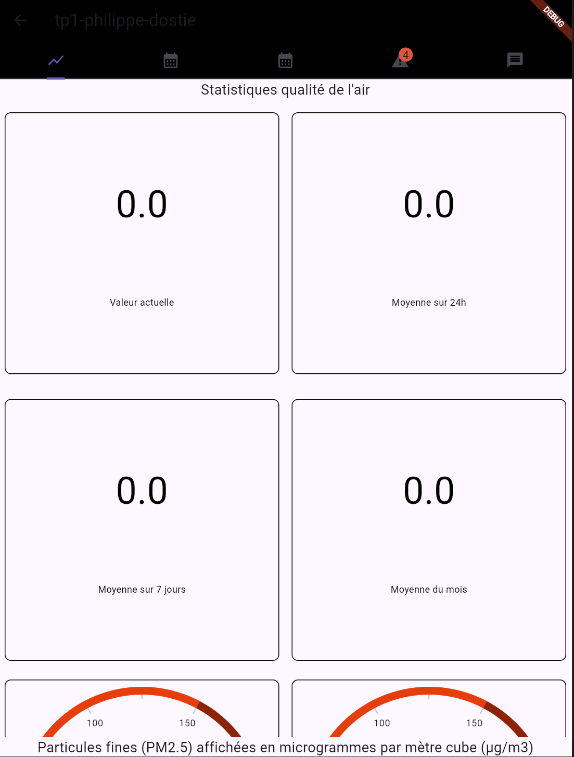 tp1-philippe-dostie
DEBUG
4
Statistiques qualité de l'air
0.0
0.0
Valeur actuelle
Moyenne sur 24h
0.0
0.0
Moyenne sur 7 jours
Moyenne du mois
100 150
100 150
Particules fines (PM2.5) affichées en microgrammes par mètre cube (µg/m3)